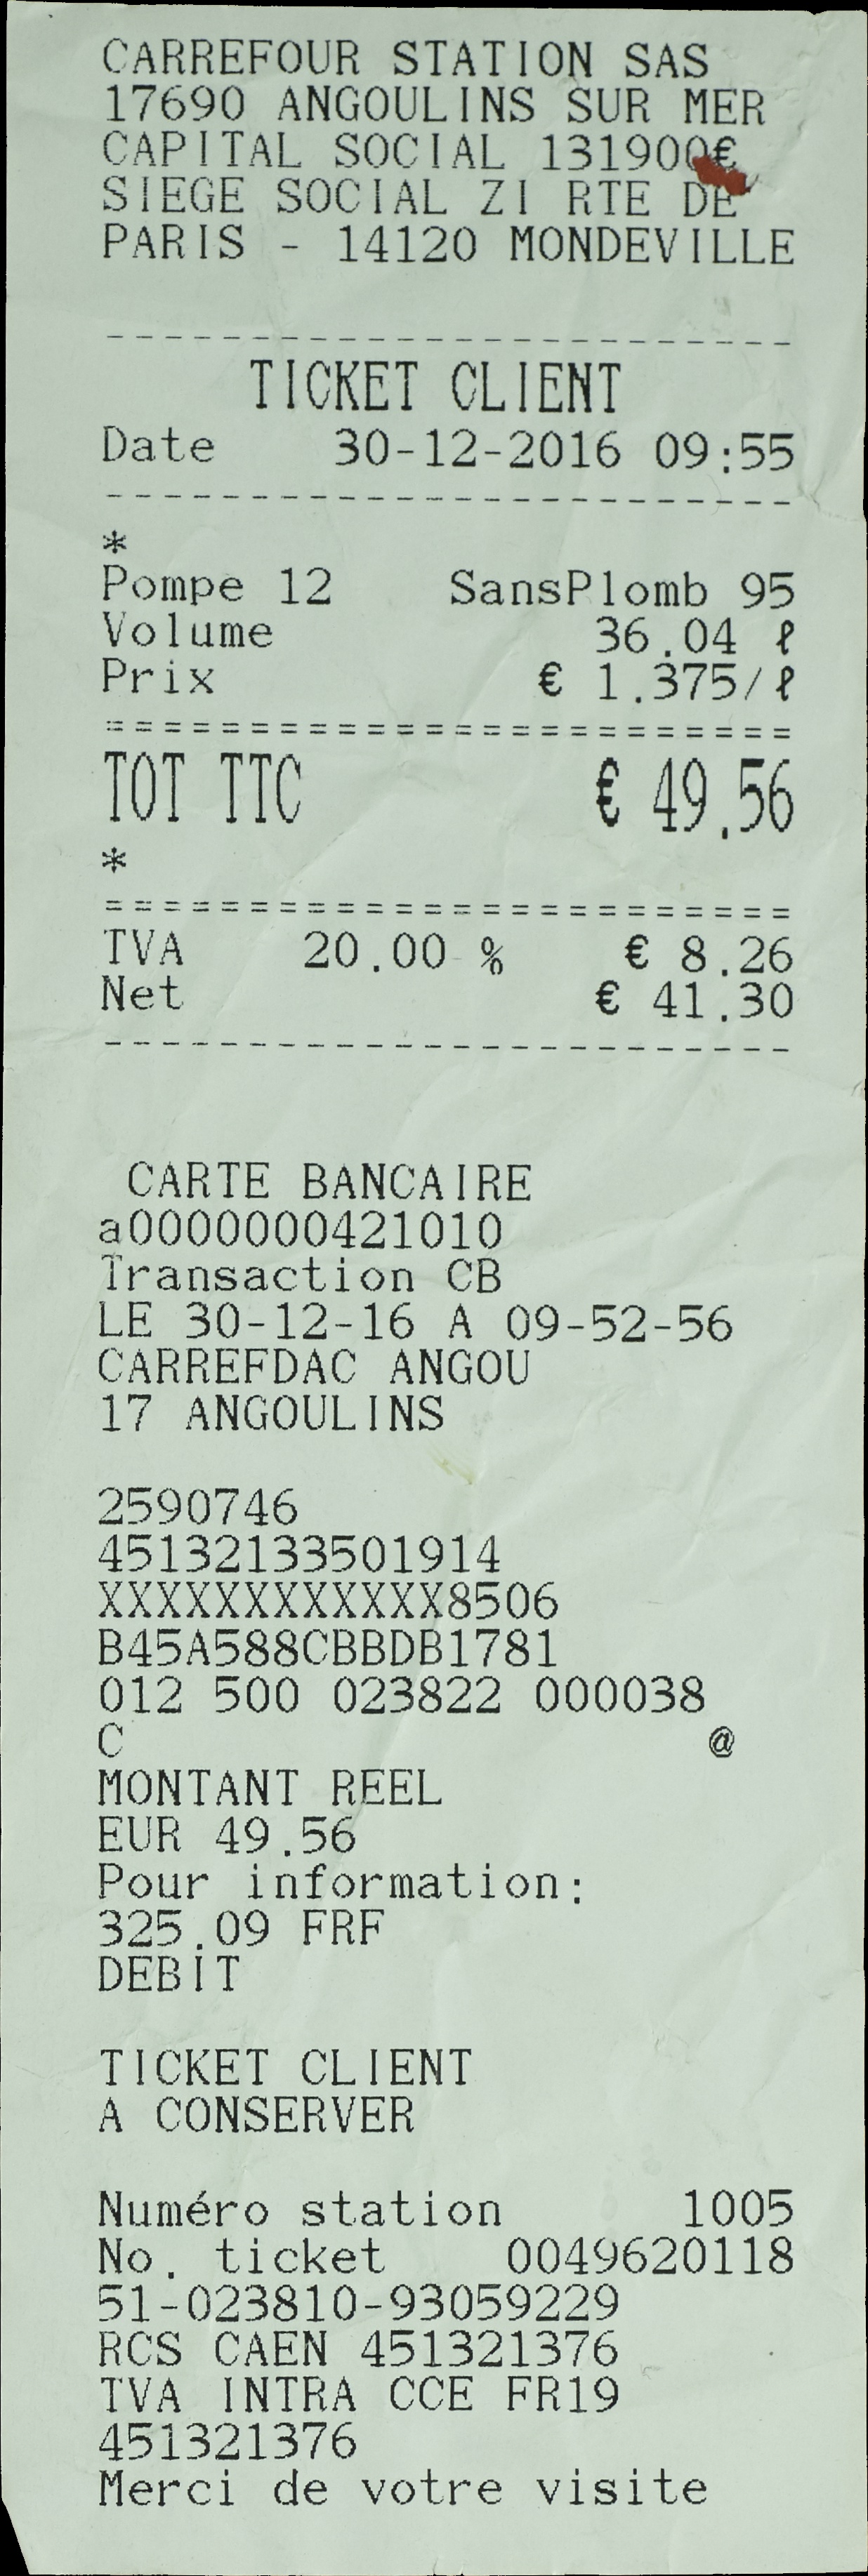 CARREFOUR STATION SAS
17690 ANGOULINS SUR MER
CAPITAL SOCIAL 131900€
SIEGE SOCIAL ZI RTE DE
PARIS - 14120 MONDEVILLE
------------------------
TICKET CLIENT
Date 30-12-2016 09:55
------------------------
*
Pompe 12 SansPlomb 95
Volume 36.04 ℓ
Prix € 1.375/ℓ
========================
TOT TTC € 49.56
*
========================
TVA 20.00 % € 8.26
Net € 41.30
------------------------
CARTE BANCAIRE
a0000000421010
Transaction CB
LE 30-12-16 A 09-52-56
CARREFDAC ANGOU
17 ANGOULINS
2590746
45132133501914
XXXXXXXXXXXX8506
B45A588CBBDB1781
012 500 023822 000038
C @
MONTANT REEL
EUR 49.56
Pour information:
325.09 FRF
DEBIT
TICKET CLIENT
A CONSERVER
Numéro station 1005
No. ticket 0049620118
51-023810-93059229
RCS CAEN 451321376
TVA INTRA CCE FR19
451321376
Merci de votre visite